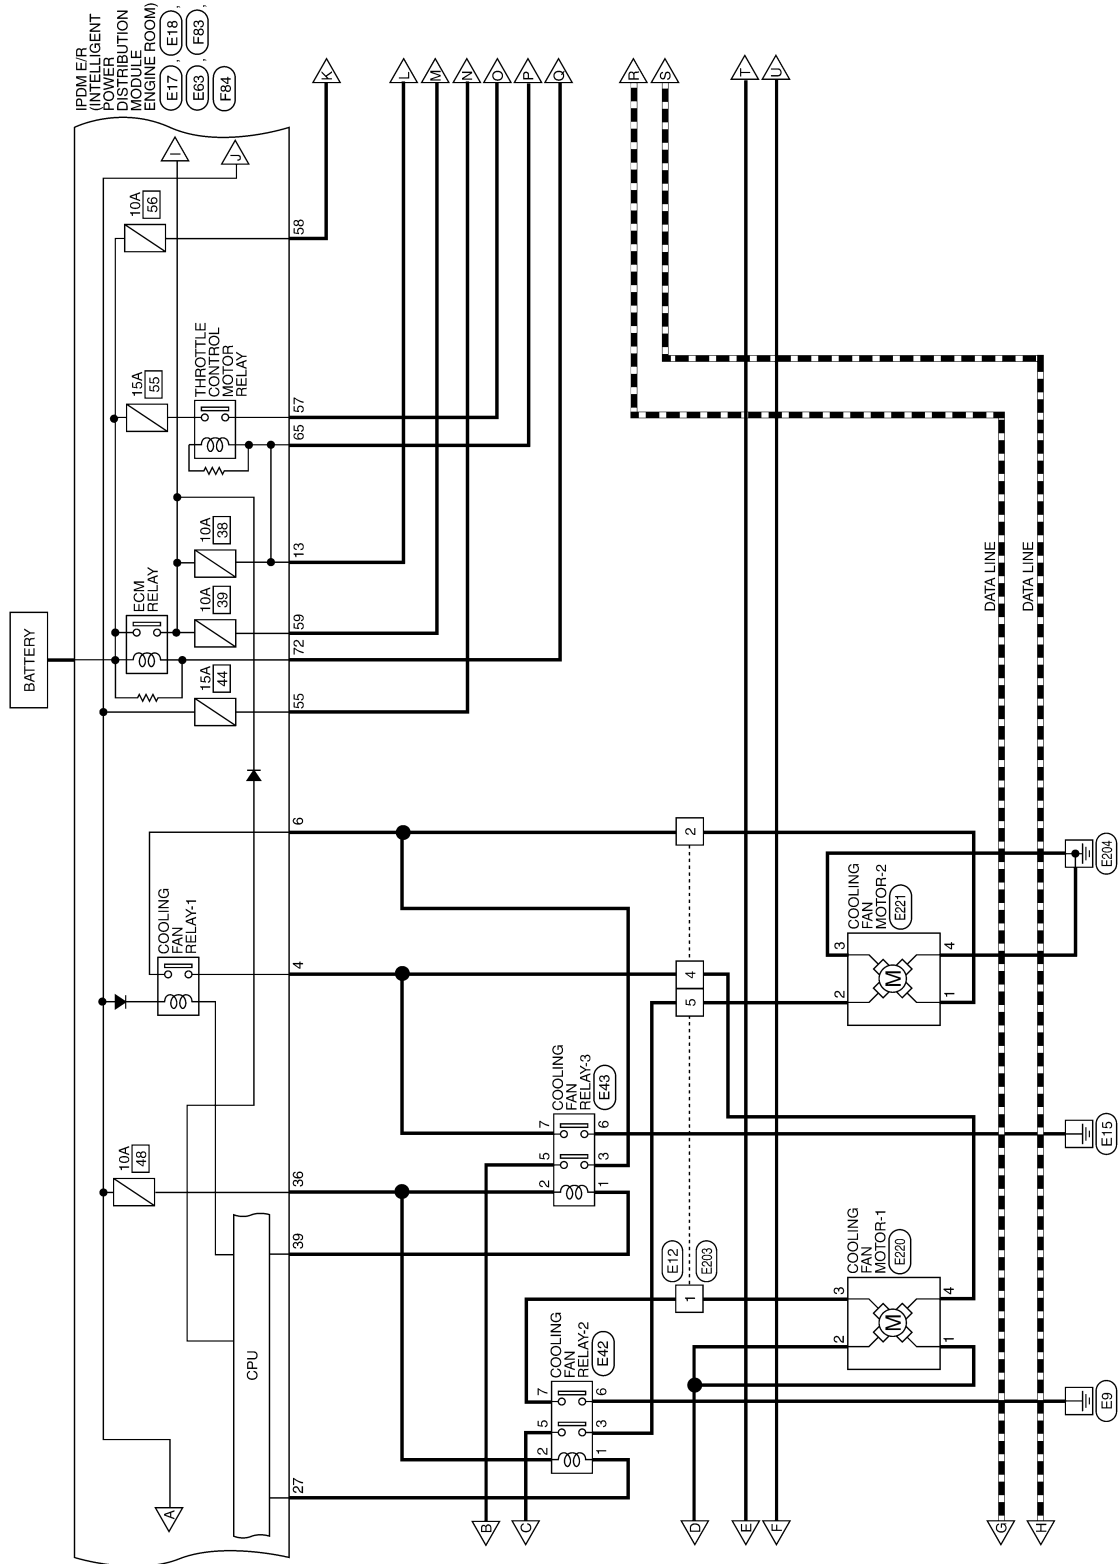 BATTERY
IPDM E/R
(INTELLIGENT
POWER
DISTRIBUTION
MODULE
ENGINE ROOM)
E17 , E18 ,
E63 , F83 ,
F84
A
I
J
10A
48
COOLING
FAN
RELAY-1
15A
44
ECM
RELAY
10A
39
10A
38
15A
55
THROTTLE
CONTROL
MOTOR
RELAY
10A
56
CPU
27
39
36
4
6
55
72
59
13
65
57
58
K
L
M
N
O
P
Q
R
S
T
U
B
C
D
E
F
G
H
COOLING
FAN
RELAY-2
E42
2
5
7
1
3
6
COOLING
FAN
RELAY-3
E43
2
5
7
1
3
6
E12
E203
1
5
4
2
COOLING
FAN
MOTOR-1
E220
2
3
M
1
4
COOLING
FAN
MOTOR-2
E221
2
3
M
1
4
DATA LINE
DATA LINE
E9
E15
E204